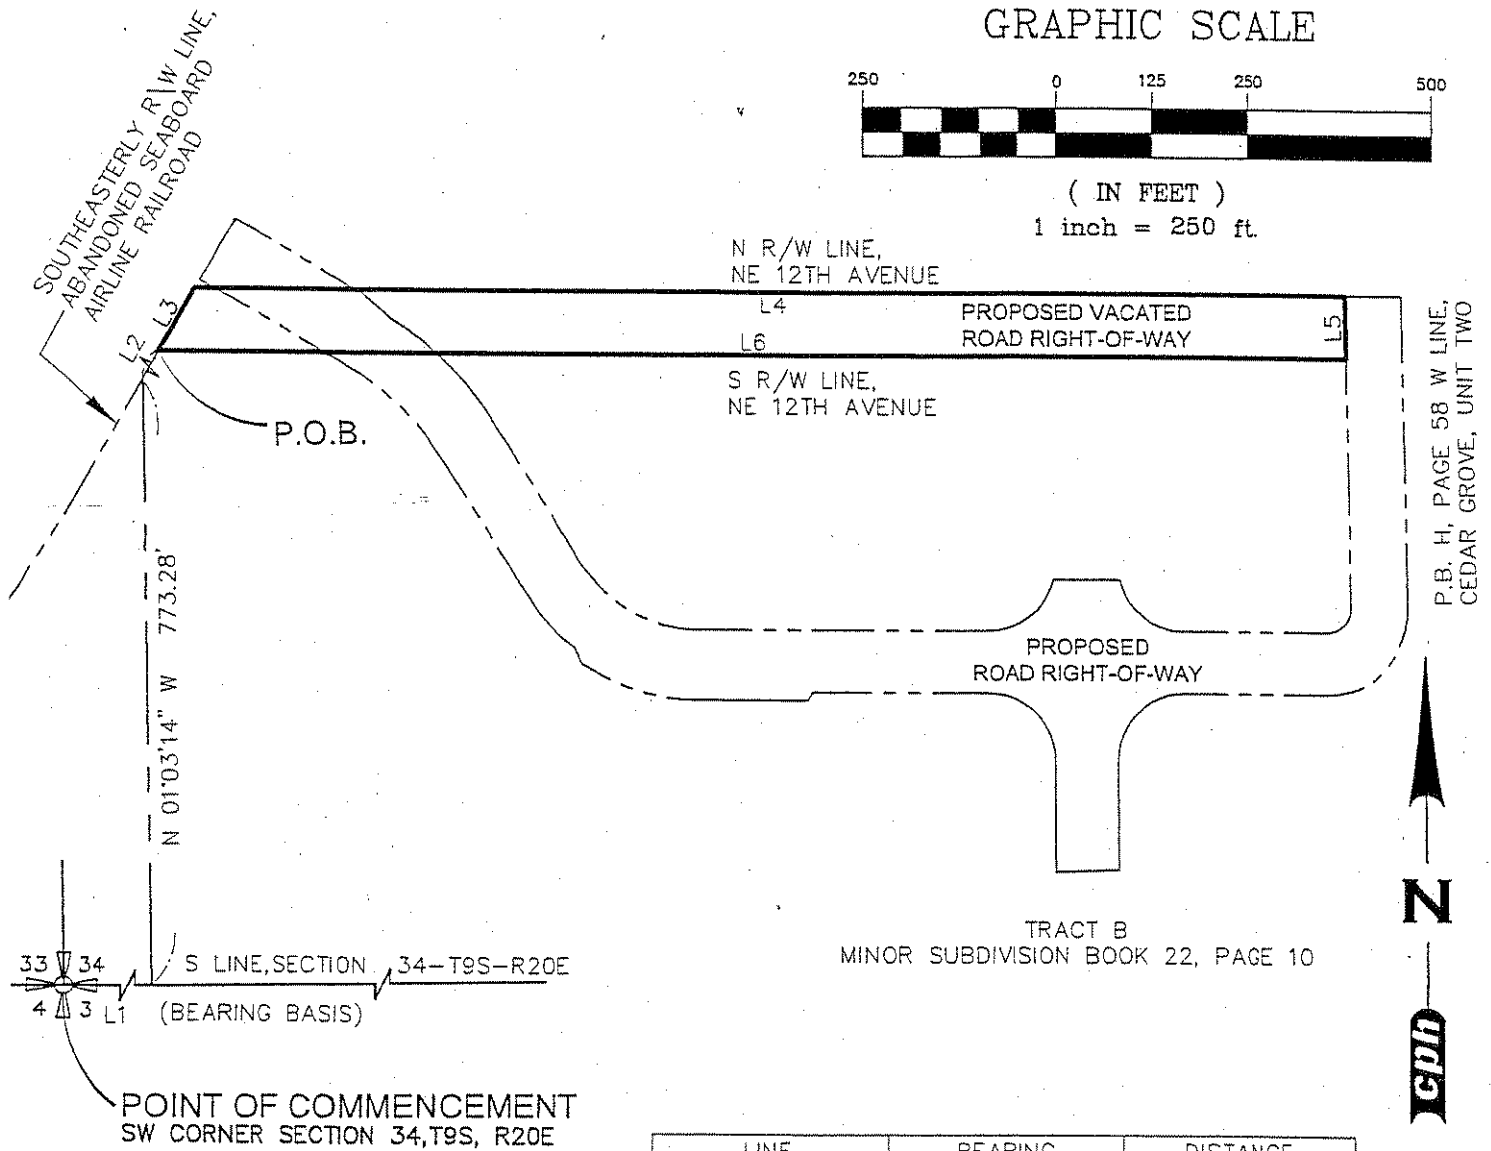 GRAPHIC SCALE
250 0 125 250 500
( IN FEET )
1 inch = 250 ft.
SOUTHEASTERLY R\W LINE,
ABANDONED SEABOARD
AIRLINE RAILROAD
N R/W LINE,
NE 12TH AVENUE
L2
L3
L4
L6
PROPOSED VACATED
ROAD RIGHT-OF-WAY
L5
S R/W LINE,
NE 12TH AVENUE
P.O.B.
P.B. H, PAGE 58 W LINE,
CEDAR GROVE, UNIT TWO
N 01°03'14" W 773.28'
PROPOSED
ROAD RIGHT-OF-WAY
N
TRACT B
MINOR SUBDIVISION BOOK 22, PAGE 10
33 34
S LINE,SECTION 34-T9S-R20E
4 3 L1 (BEARING BASIS)
cph
POINT OF COMMENCEMENT
SW CORNER SECTION 34,T9S, R20E
LINE BEARING DISTANCE